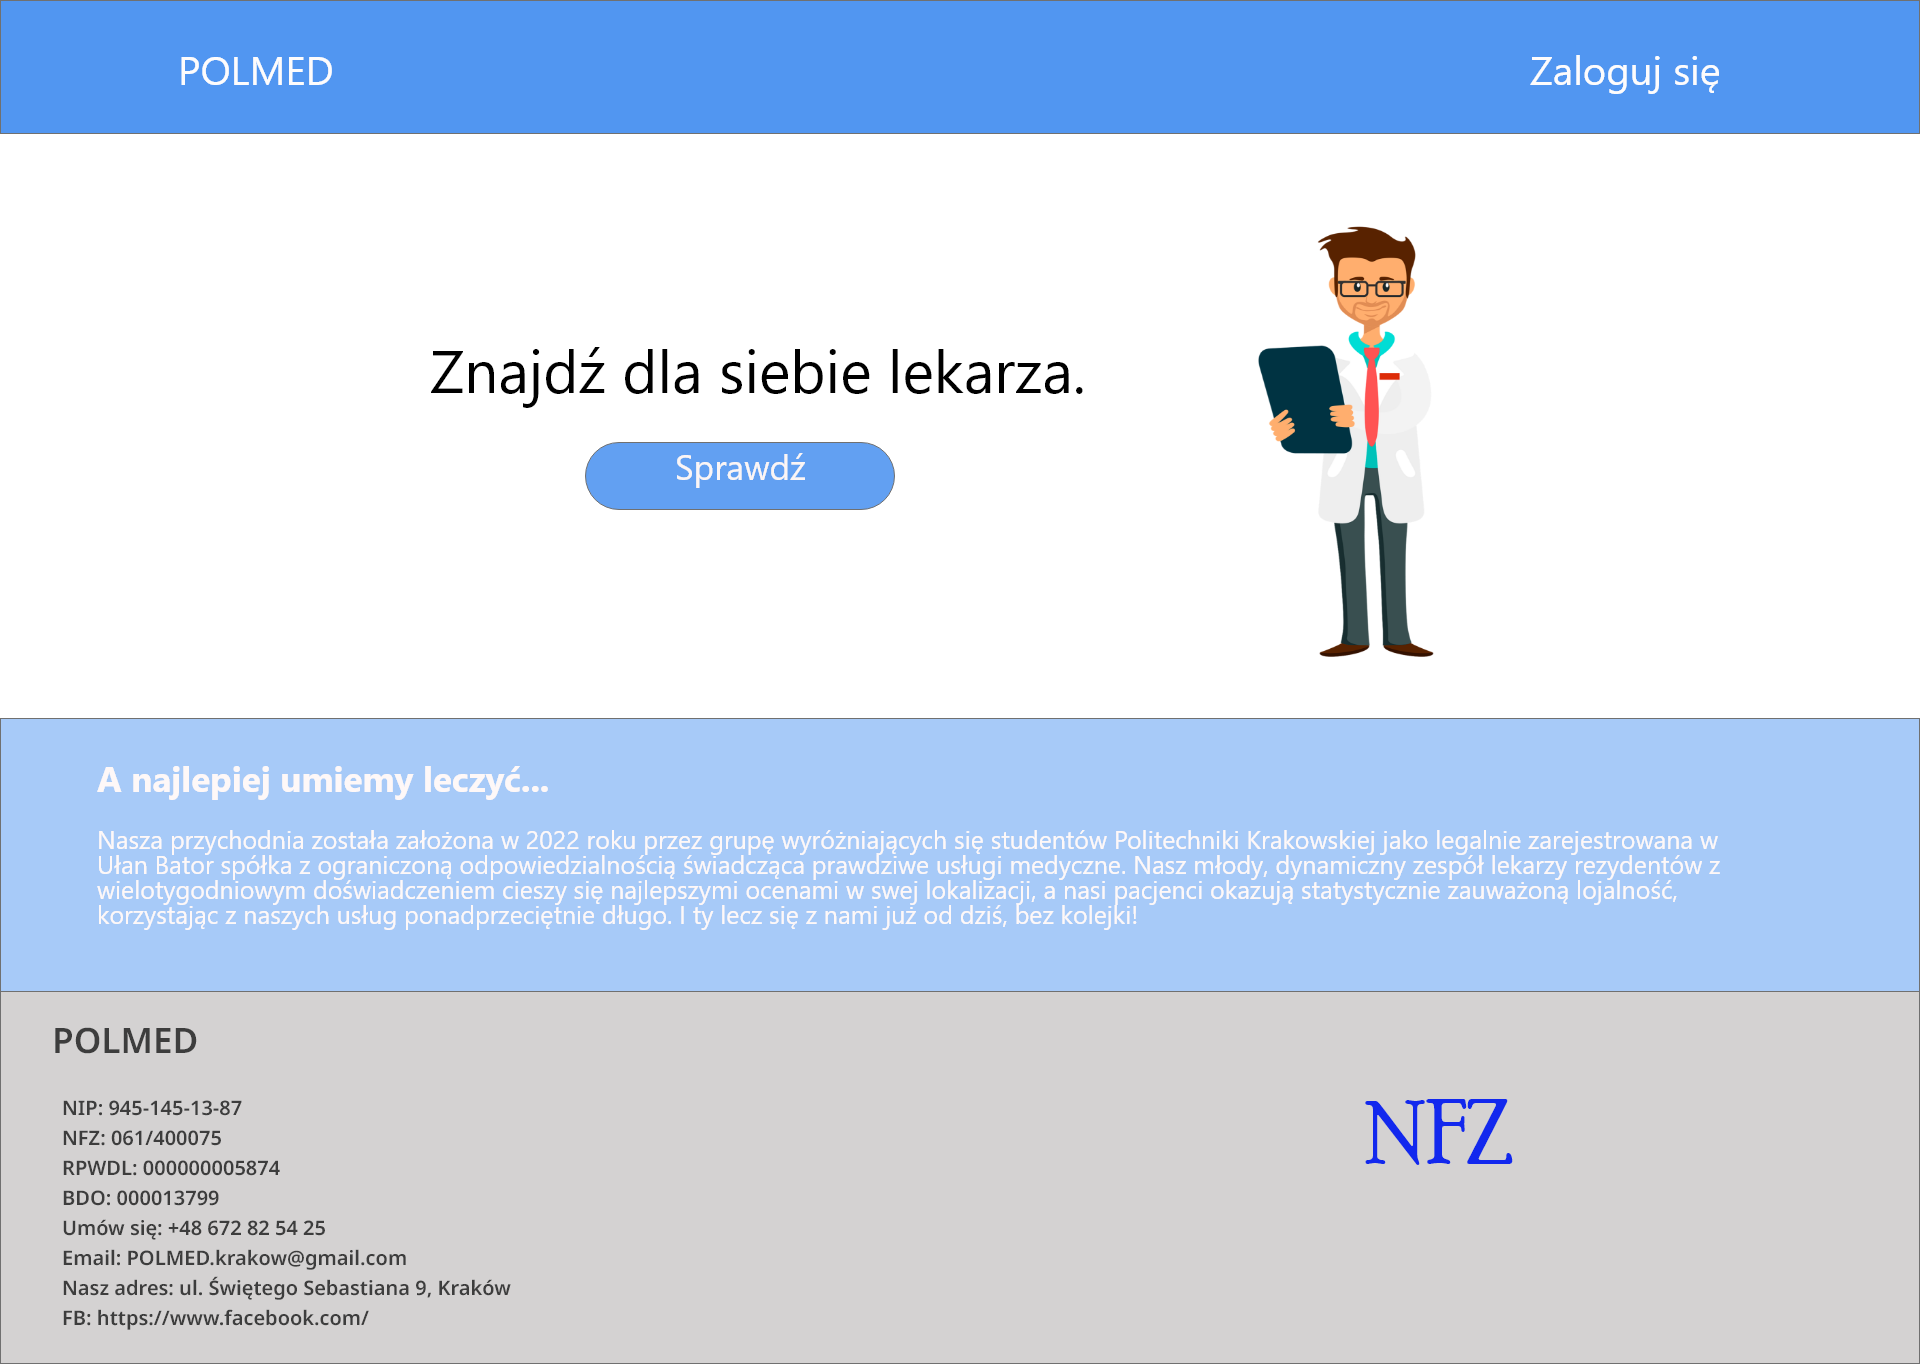 POLMED
Zaloguj się
Znajdź dla siebie lekarza.
Sprawdź
A najlepiej umiemy leczyć...
Nasza przychodnia została założona w 2022 roku przez grupę wyróżniających się studentów Politechniki Krakowskiej jako legalnie zarejestrowana w
Ułan Bator spółka z ograniczoną odpowiedzialnością świadcząca prawdziwe usługi medyczne. Nasz młody, dynamiczny zespół lekarzy rezydentów z
wielotygodniowym doświadczeniem cieszy się najlepszymi ocenami w swej lokalizacji, a nasi pacjenci okazują statystycznie zauważoną lojalność,
korzystając z naszych usług ponadprzeciętnie długo. I ty lecz się z nami już od dziś, bez kolejki!
POLMED
NIP: 945-145-13-87
NFZ: 061/400075
RPWDL: 000000005874
BDO: 000013799
Umów się: +48 672 82 54 25
Email: POLMED.krakow@gmail.com
Nasz adres: ul. Świętego Sebastiana 9, Kraków
FB: https://www.facebook.com/
NFZ